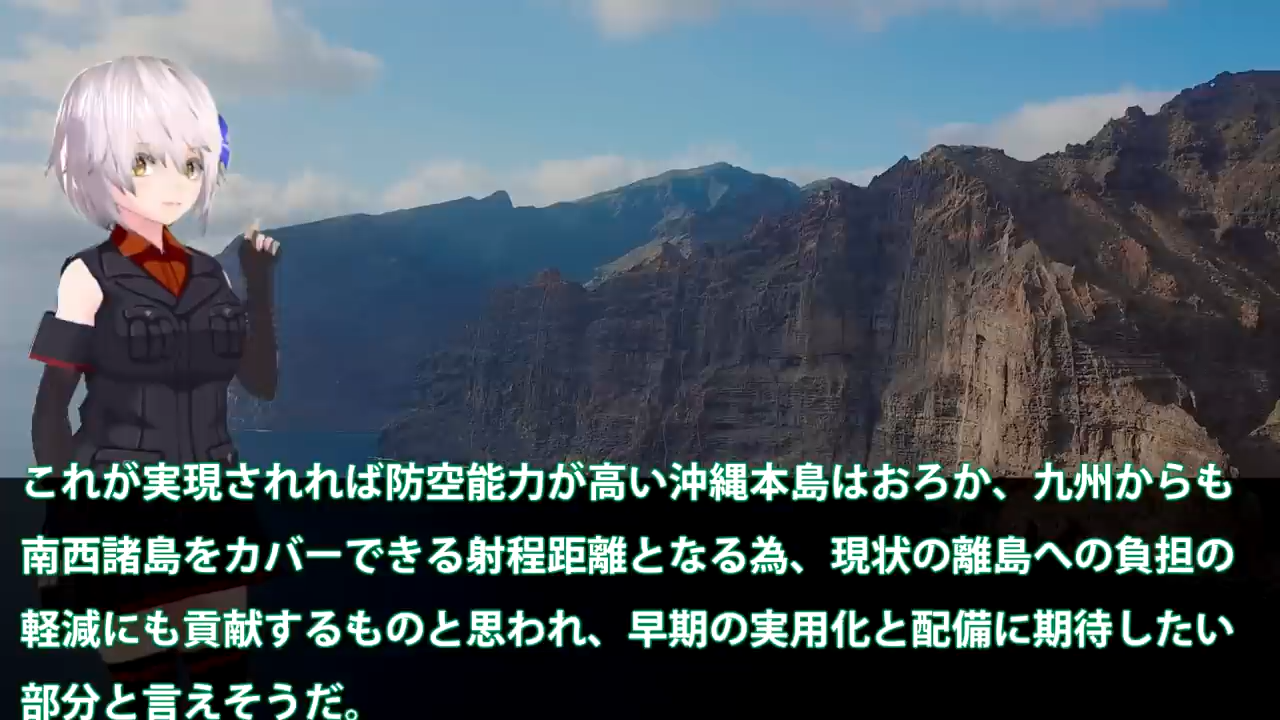 これが実現されれば防空能力が高い沖縄本島はおろか、九州からも
南西諸島をカバーできる射程距離となる為、現状の離島への負担の
軽減にも貢献するものと思われ、早期の実用化と配備に期待したい
部分と言えそうだ。